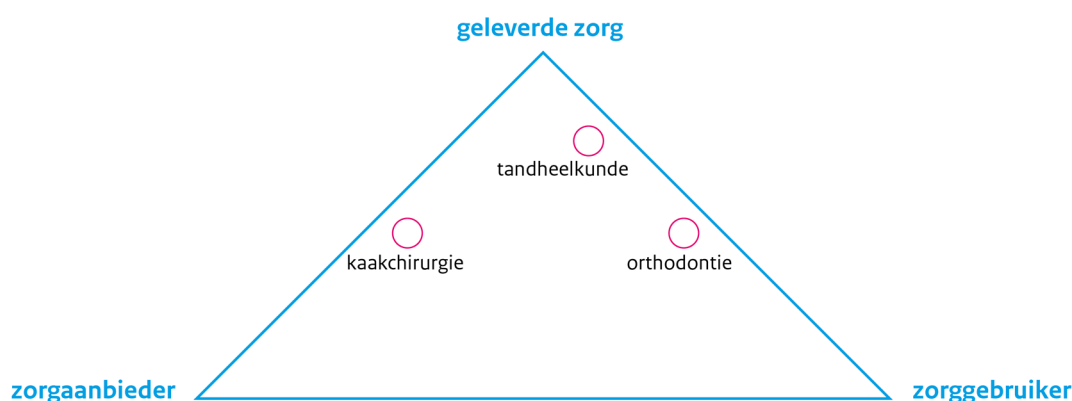 geleverde zorg
tandheelkunde
kaakchirurgie
orthodontie
zorgaanbieder
zorggebruiker